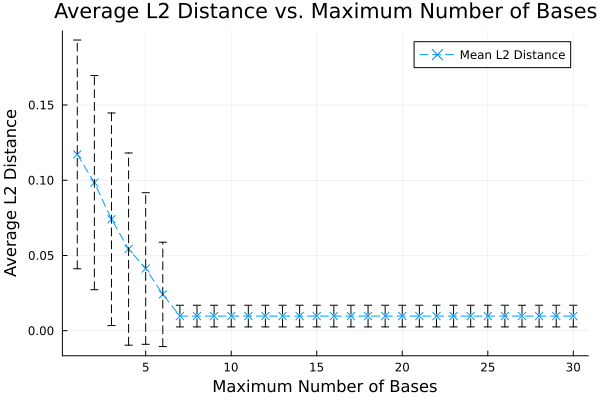 Average L2 Distance vs. Maximum Number of Bases
Mean L2 Distance
Average L2 Distance
0.15
0.10
0.05
0.00
5 10 15 20 25 30
Maximum Number of Bases